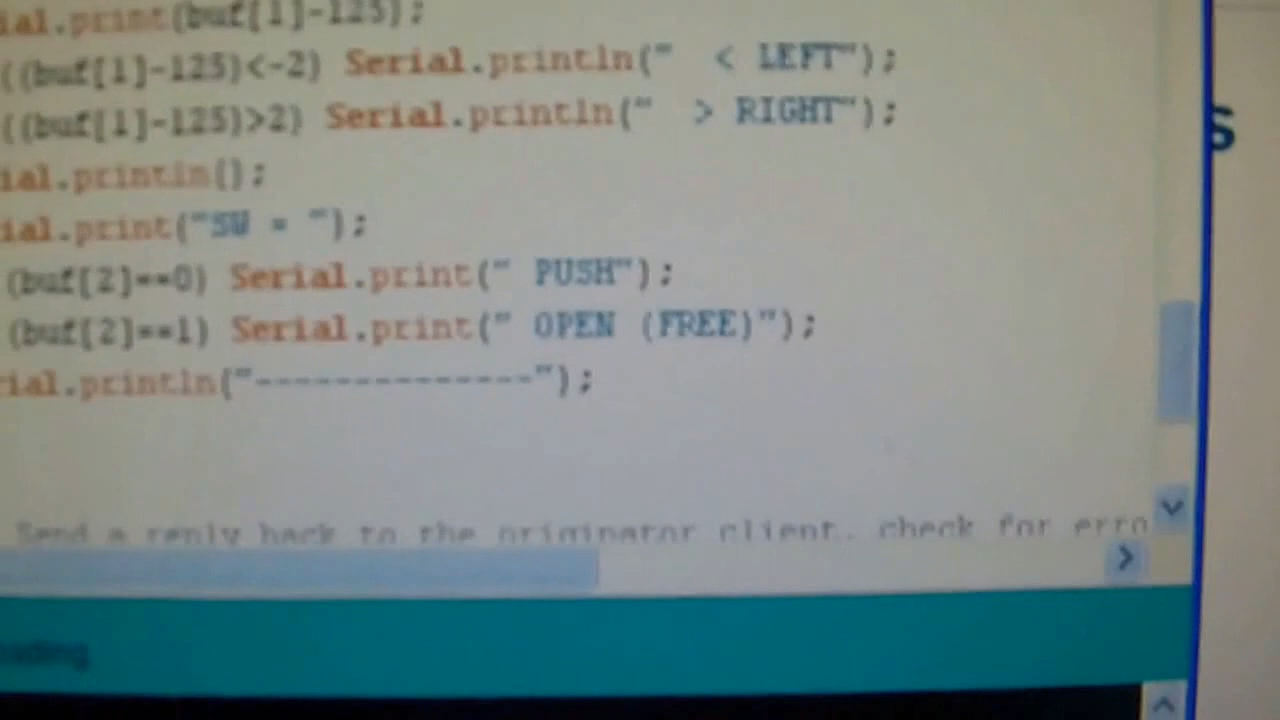 ial.print(buf[1]-125);
((buf[1]-125)<-2) Serial.println("  < LEFT");
((buf[1]-125)>2) Serial.println("  > RIGHT");
ial.println();
ial.print("SW = ");
(buf[2]==0) Serial.print(" PUSH");
(buf[2]==1) Serial.print(" OPEN (FREE)");
rial.println("--------------");
Send a reply back to the originator client, check for erro
ading
S